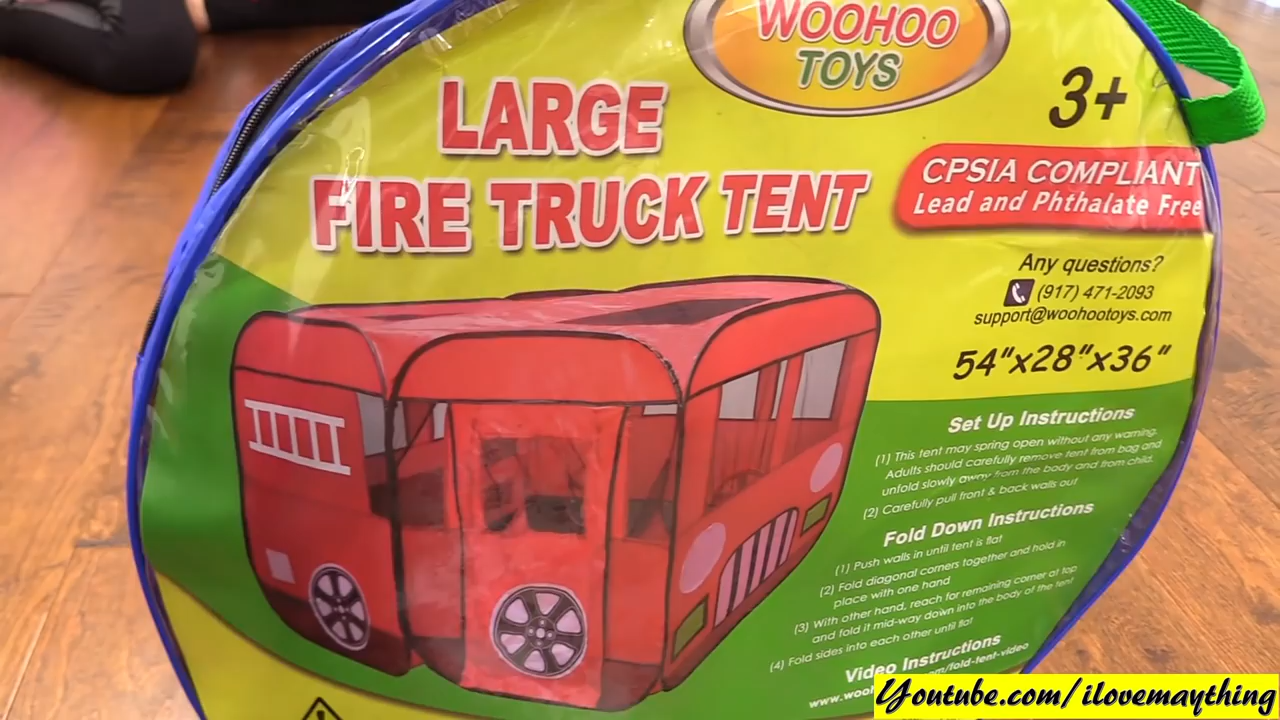 WOOHOO
TOYS
LARGE
FIRE TRUCK TENT
3+
CPSIA COMPLIANT
Lead and Phthalate Free
Any questions?
(917) 471-2093
support@woohootoys.com
54"x28"x36"
Set Up Instructions
(1) This tent may spring open without any warning.
Adults should carefully remove tent from bag and
unfold slowly away from the body and from child.
(2) Carefully pull front & back walls out
Fold Down Instructions
(1) Push walls in until tent is flat
(2) Fold diagonal corners together and hold in
place with one hand
(3) With other hand, reach for remaining corner at top
and fold it mid-way down into the body of the tent
(4) Fold sides into each other until flat
Video Instructions
Youtube.com/ilovemaything